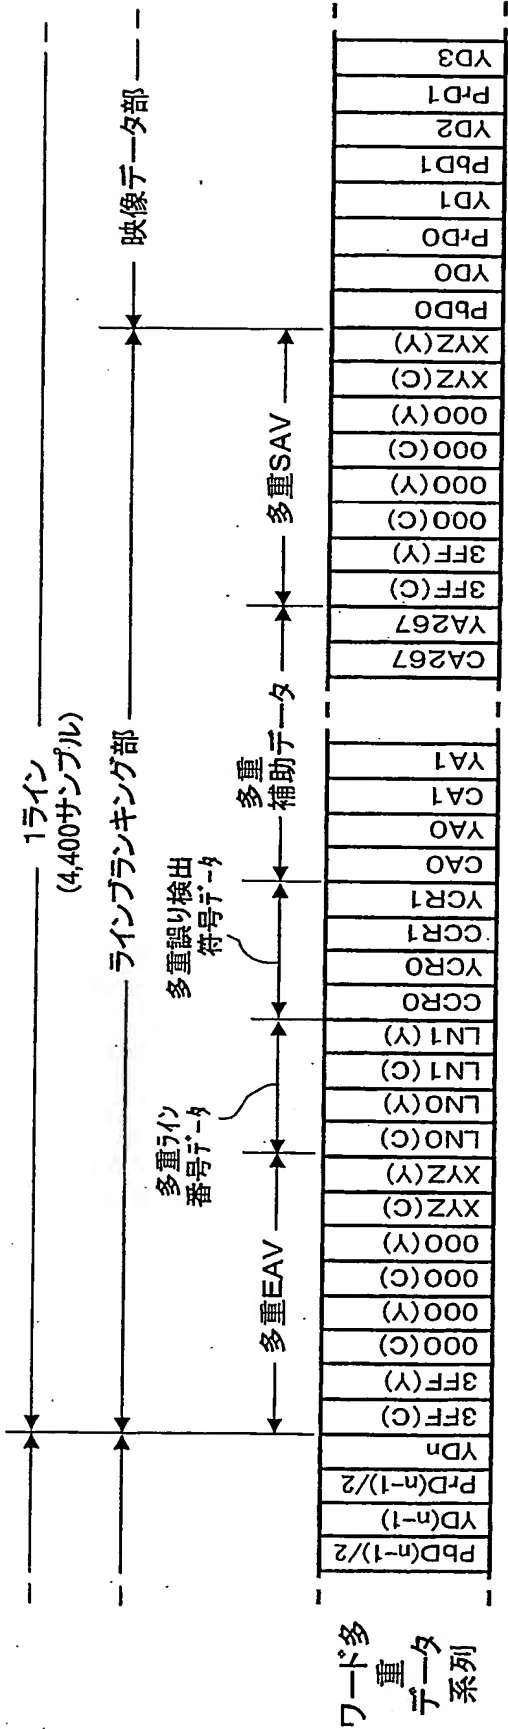 1ライン
(4,400サンプル)
ラインブランキング部
映像データ部
多重EAV
多重ライン
番号データ
多重誤り検出
符号データ
多重
補助データ
多重SAV
ワード多
重
データ
系列
PbD(n-1)/2
YD(n-1)
PrD(n-1)/2
YDn
3FF(C)
3FF(Y)
000(C)
000(Y)
000(C)
000(Y)
XYZ(C)
XYZ(Y)
LN0(C)
LN0(Y)
LN1(C)
LN1(Y)
CCR0
YCR0
CCR1
YCR1
CA0
YA0
CA1
YA1
CA267
YA267
3FF(C)
3FF(Y)
000(C)
000(Y)
000(C)
000(Y)
XYZ(C)
XYZ(Y)
PbD0
YD0
PrD0
YD1
PbD1
YD2
PrD1
YD3